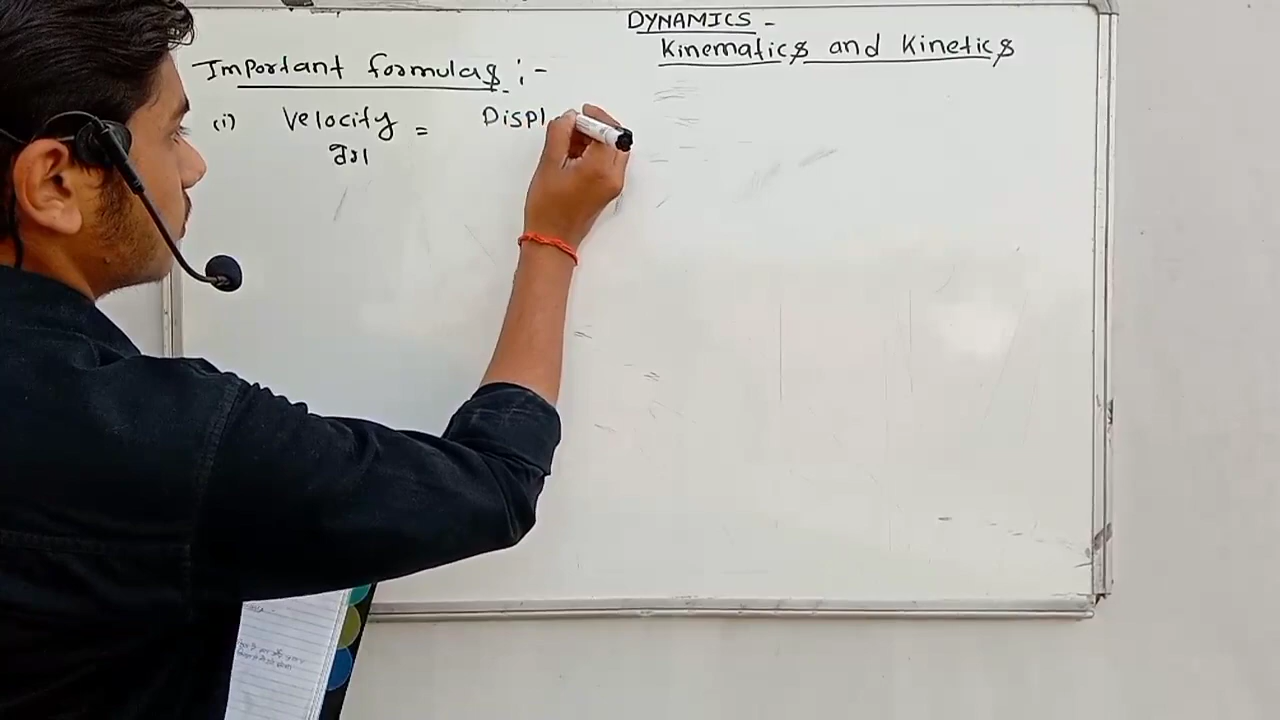 DYNAMICS -
Kinematics and Kinetics
Important formulas :-
(i) Velocity = Displ
वेग